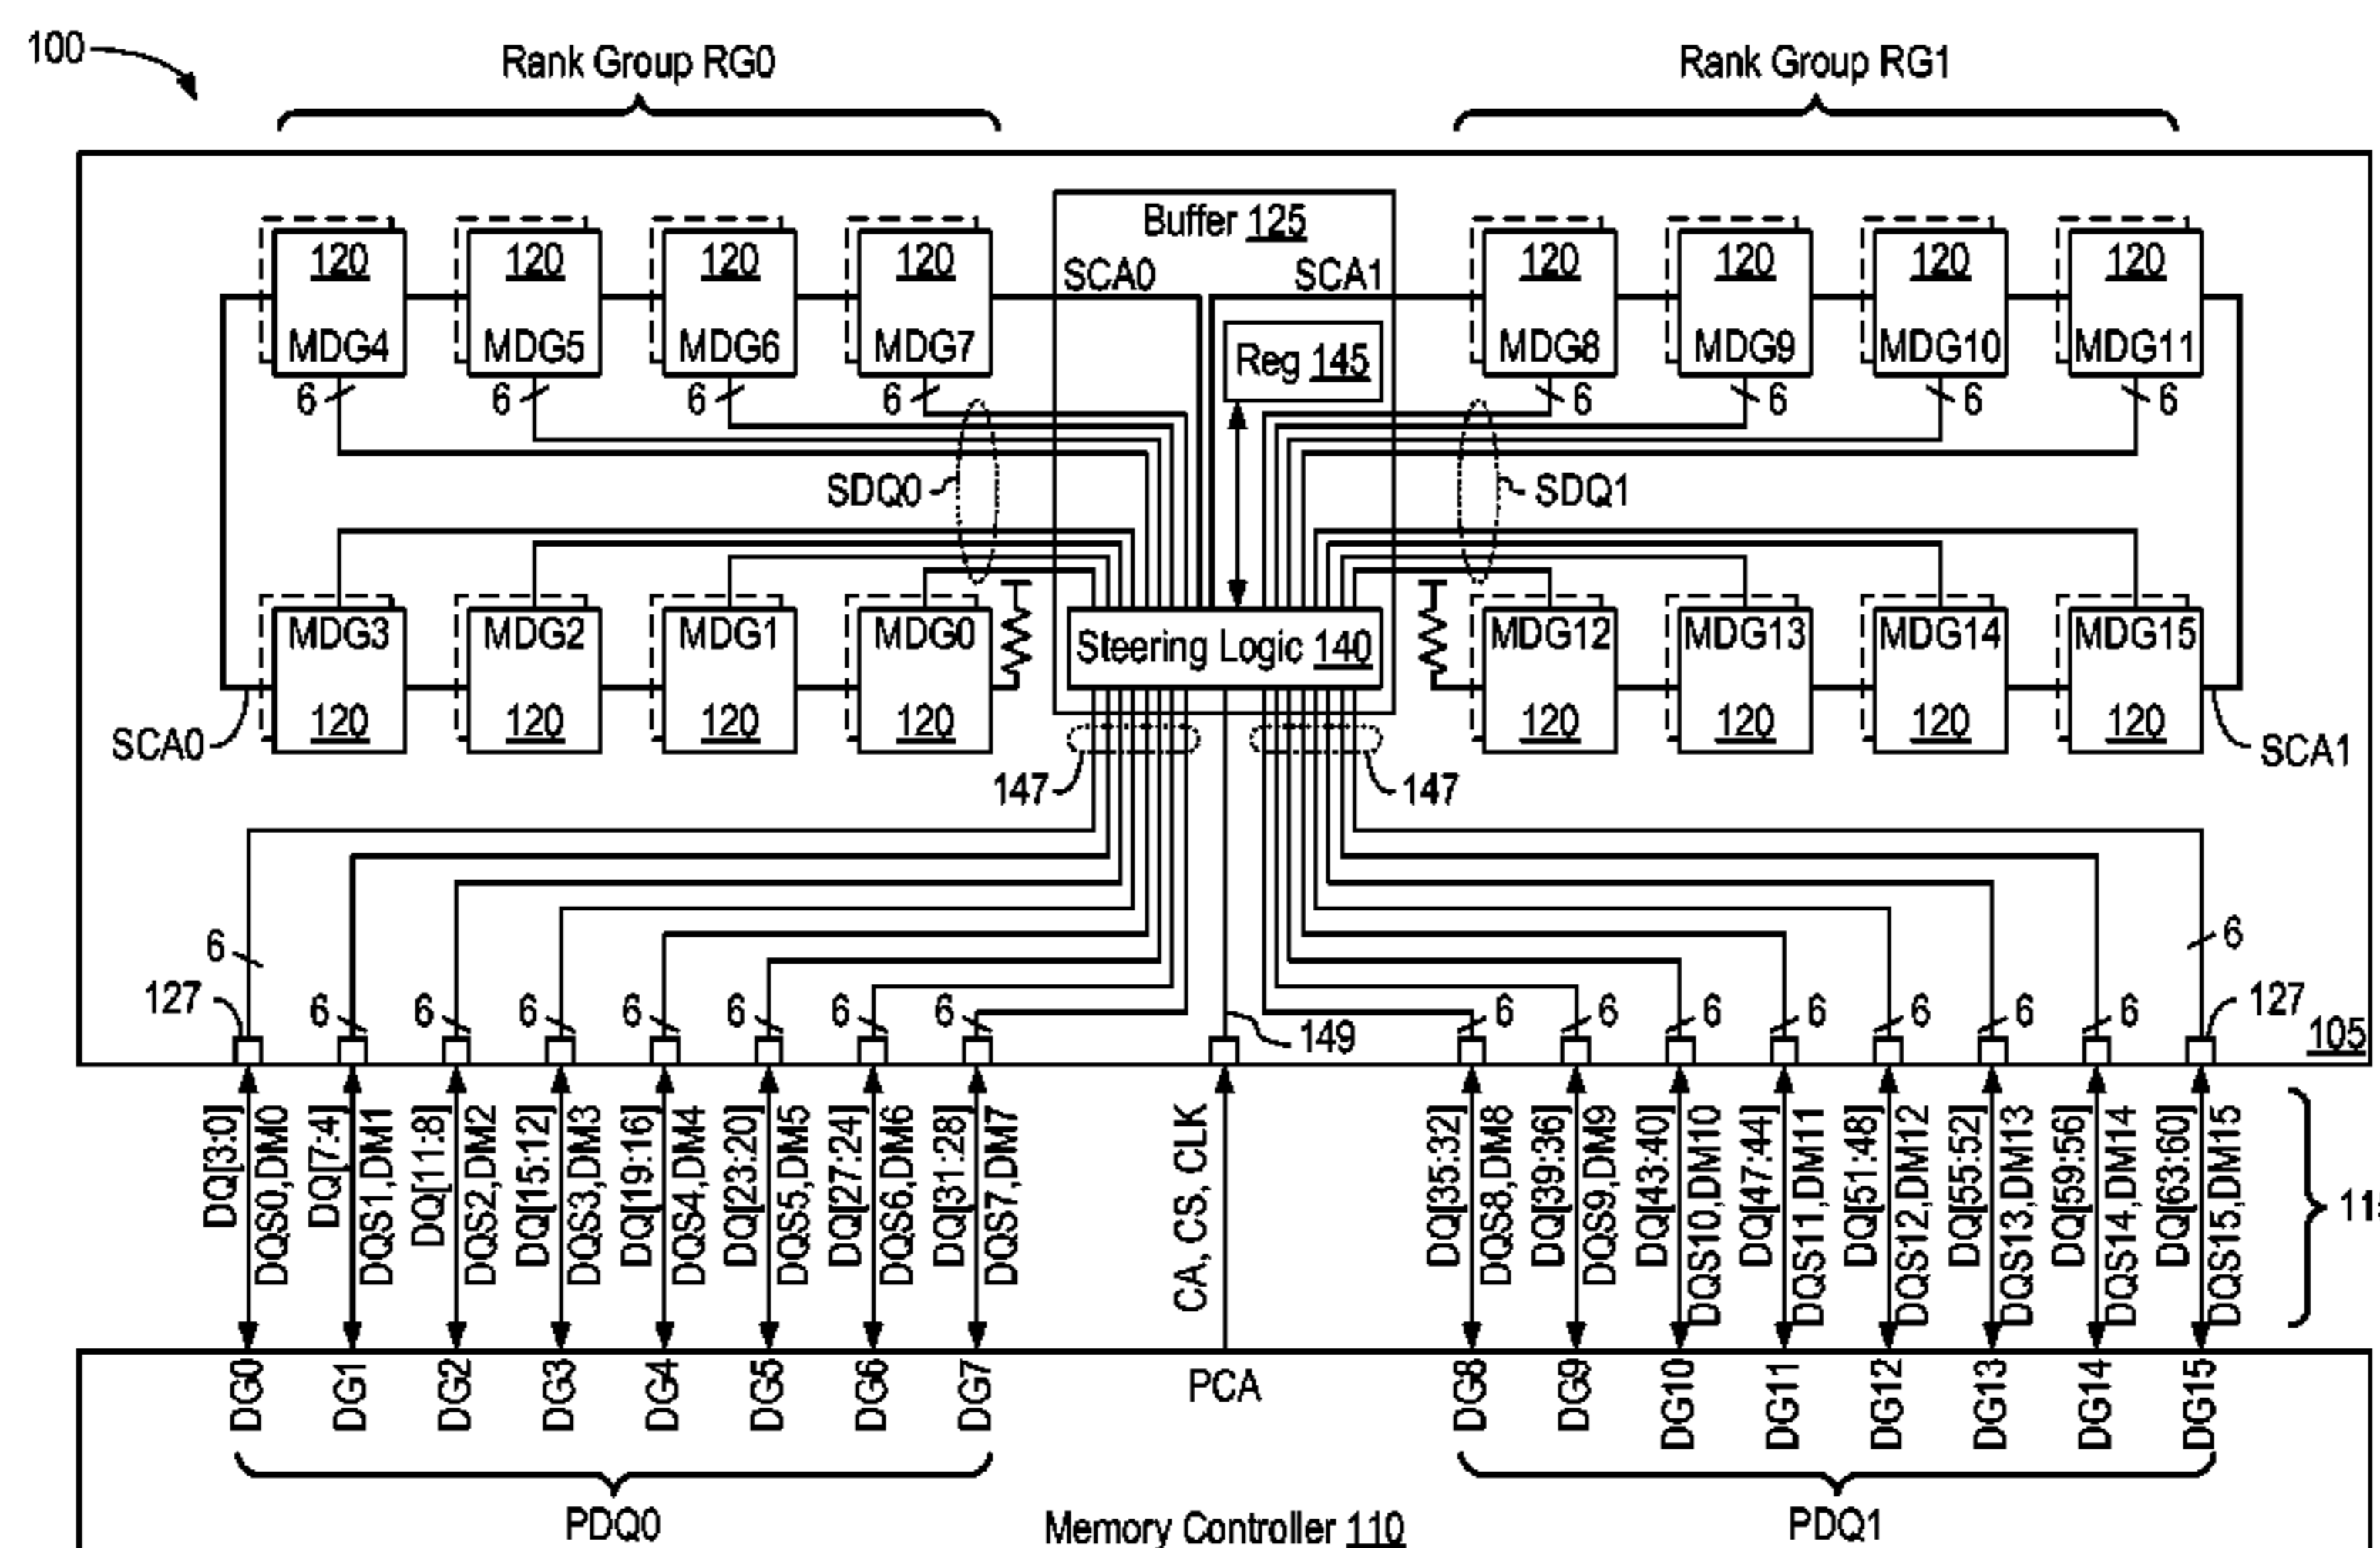 100
Rank Group RG0
Rank Group RG1
Buffer 125
120
120
120
120
SCA0
SCA1
120
120
120
120
MDG4
MDG5
MDG6
MDG7
Reg 145
MDG8
MDG9
MDG10
MDG11
6
6
6
6
6
6
6
6
SDQ0
SDQ1
MDG3
MDG2
MDG1
MDG0
Steering Logic 140
MDG12
MDG13
MDG14
MDG15
120
120
120
120
120
120
120
120
SCA0
SCA1
147
147
6
6
127
6
6
6
6
6
6
6
149
6
6
6
6
6
6
6
127
105
DQ[3:0]
DQS0,DM0
DQ[7:4]
DQS1,DM1
DQ[11:8]
DQS2,DM2
DQ[15:12]
DQS3,DM3
DQ[19:16]
DQS4,DM4
DQ[23:20]
DQS5,DM5
DQ[27:24]
DQS6,DM6
DQ[31:28]
DQS7,DM7
CA, CS, CLK
DQ[35:32]
DQS8,DM8
DQ[39:36]
DQS9,DM9
DQ[43:40]
DQS10,DM10
DQ[47:44]
DQS11,DM11
DQ[51:48]
DQS12,DM12
DQ[55:52]
DQS13,DM13
DQ[59:56]
DQS14,DM14
DQ[63:60]
DQS15,DM15
DG0
DG1
DG2
DG3
DG4
DG5
DG6
DG7
PCA
DG8
DG9
DG10
DG11
DG12
DG13
DG14
DG15
PDQ0
Memory Controller 110
PDQ1